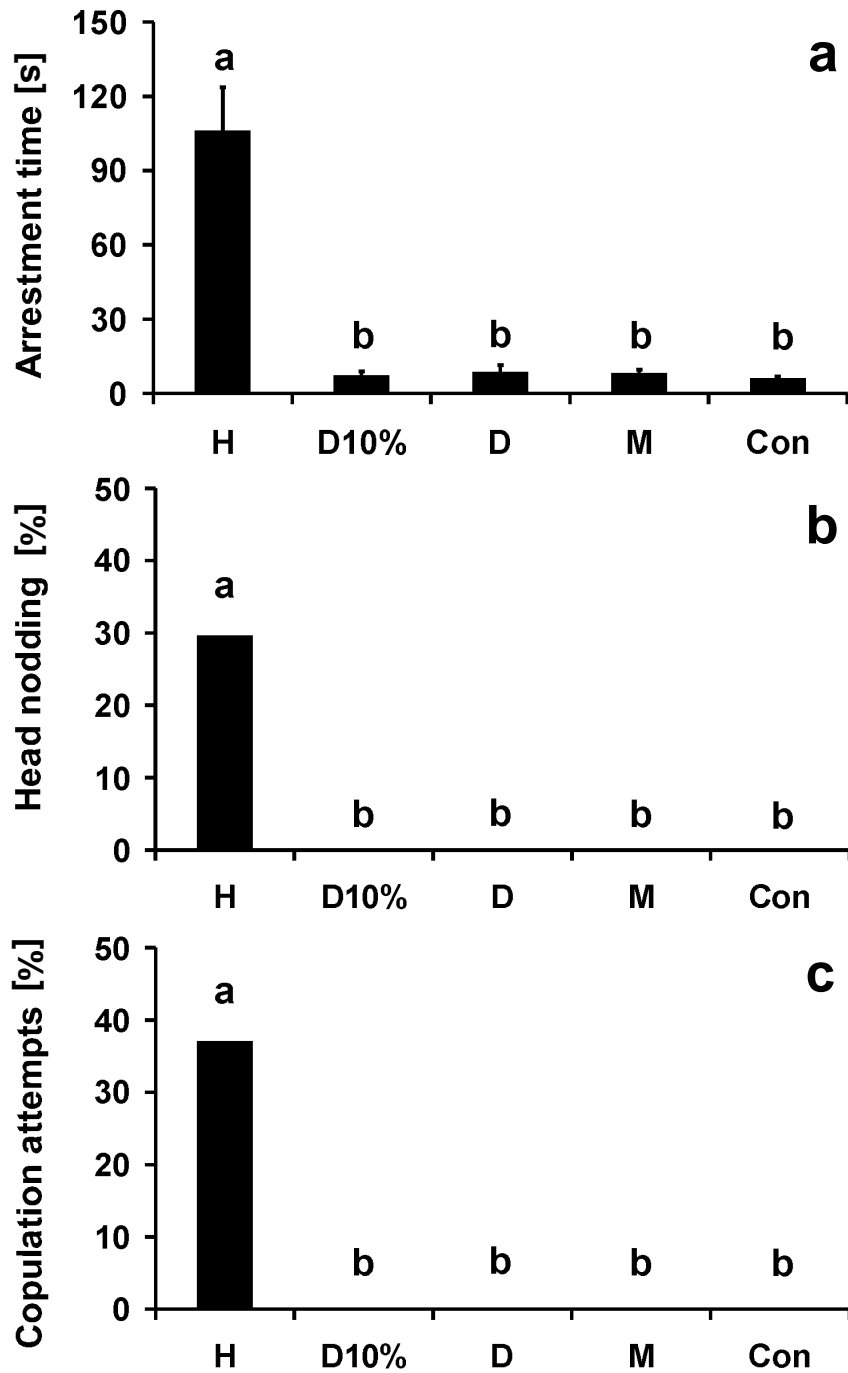 a
Arrestment time [s]
150
120
90
60
30
0
a
b
b
b
b
H D10% D M Con
b
Head nodding [%]
50
40
30
20
10
0
a
b
b
b
b
H D10% D M Con
c
Copulation attempts [%]
50
40
30
20
10
0
a
b
b
b
b
H D10% D M Con